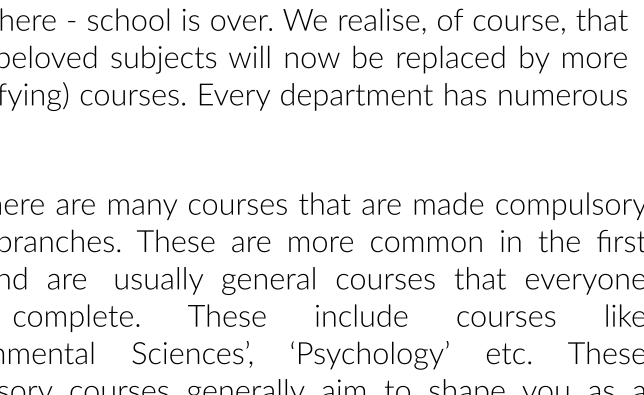 here - school is over. We realise, of course, that
beloved subjects will now be replaced by more
fying) courses. Every department has numerous
here are many courses that are made compulsory
branches. These are more common in the first
nd are usually general courses that everyone
complete. These include courses like
nmental Sciences’, ‘Psychology’ etc. These
sory courses generally aim to shape you as a